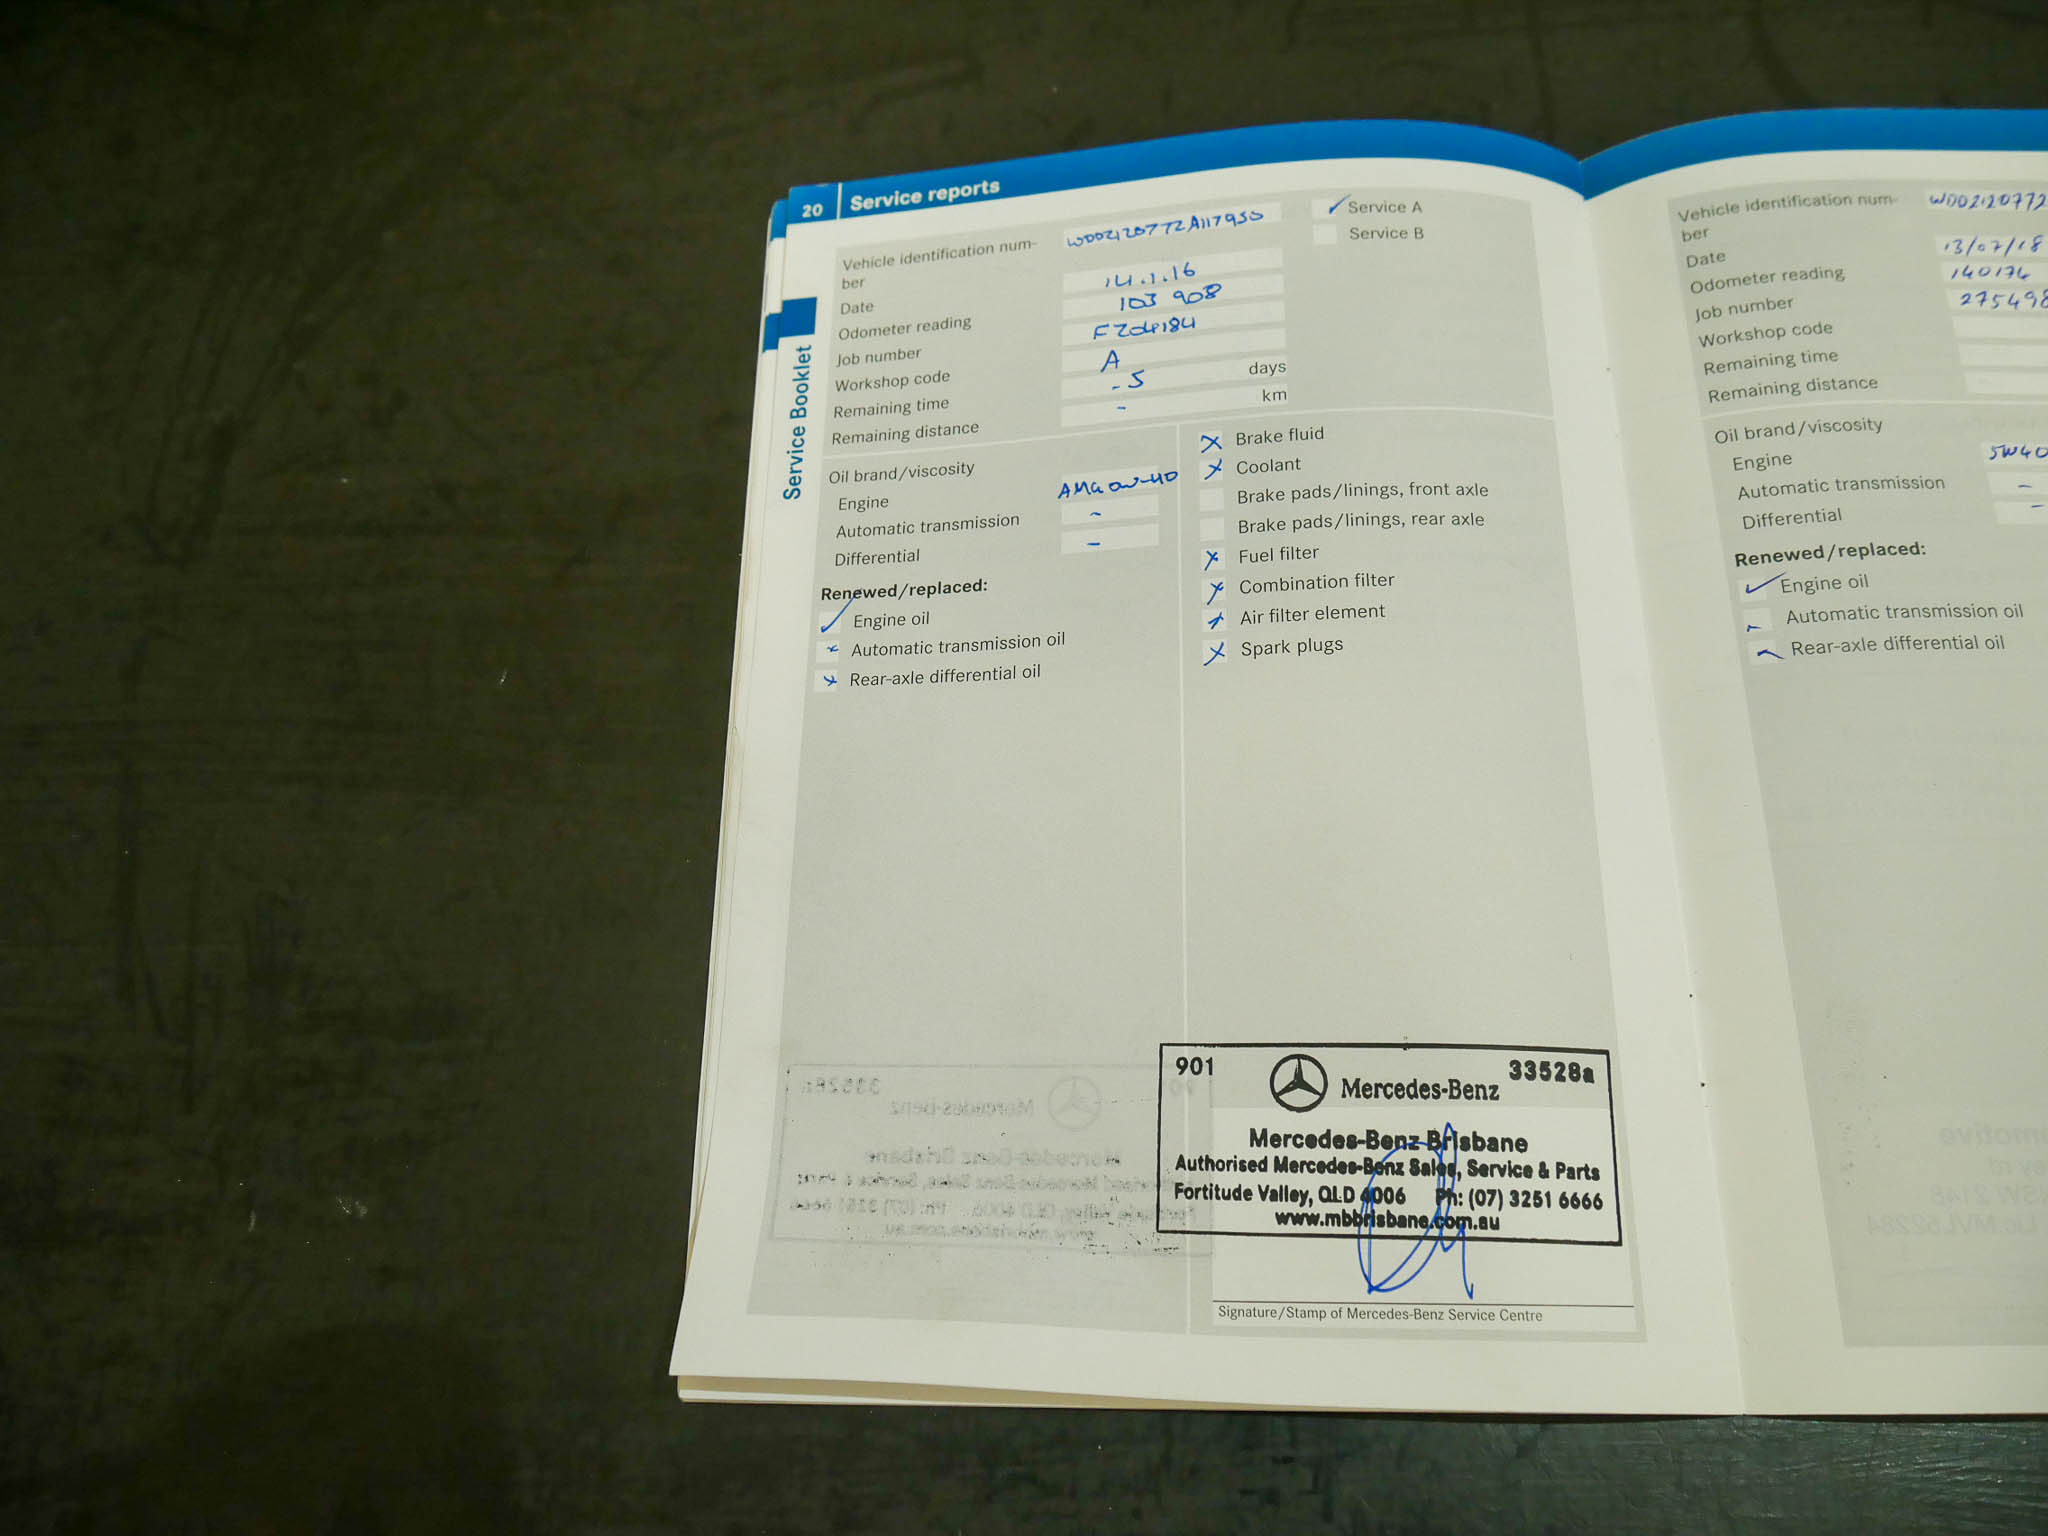 20 Service reports
Service Booklet
Vehicle identification num-
ber
WDD2120772A117950
Date 14.1.16
Odometer reading 103 908
Job number FZ04184
Workshop code A
Remaining time -5 days
Remaining distance - km
✓ Service A
Service B
Oil brand/viscosity
Engine AMG 0W-40
Automatic transmission -
Differential -
Renewed/replaced:
✓ Engine oil
x Automatic transmission oil
x Rear-axle differential oil
x Brake fluid
x Coolant
Brake pads/linings, front axle
Brake pads/linings, rear axle
x Fuel filter
x Combination filter
x Air filter element
x Spark plugs
901 33528a
Mercedes-Benz
Mercedes-Benz Brisbane
Authorised Mercedes-Benz Sales, Service & Parts
Fortitude Valley, QLD 4006 Ph: (07) 3251 6666
www.mbbrisbane.com.au
Signature/Stamp of Mercedes-Benz Service Centre
Vehicle identification num-
ber
WDD2120772
Date 13/07/18
Odometer reading 140174
Job number 275498
Workshop code
Remaining time
Remaining distance
Oil brand/viscosity
Engine 5W40
Automatic transmission -
Differential -
Renewed/replaced:
✓ Engine oil
- Automatic transmission oil
- Rear-axle differential oil